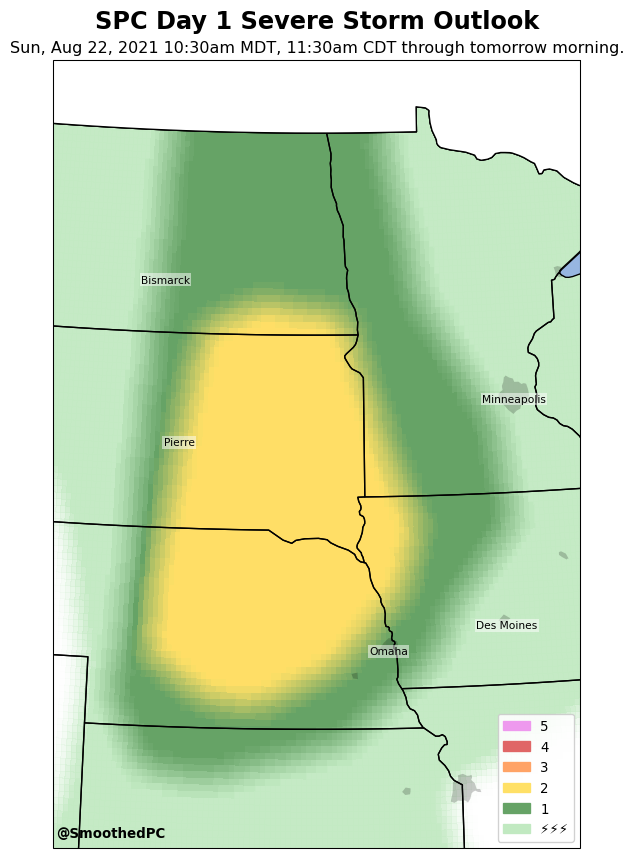 SPC Day 1 Severe Storm Outlook
Sun, Aug 22, 2021 10:30am MDT, 11:30am CDT through tomorrow morning.
Bismarck
Minneapolis
Pierre
Des Moines
Omaha
5
4
3
2
1
⚡⚡⚡
@SmoothedPC